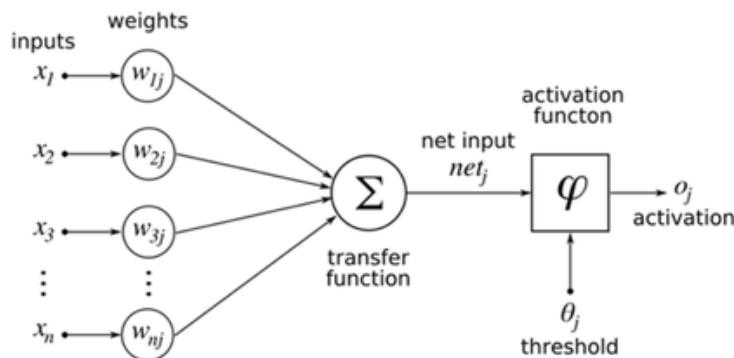 weights
inputs
x1
w1j
x2
w2j
x3
w3j
⋮
⋮
xn
wnj
Σ
transfer
function
net input
netj
activation
functon
φ
oj
activation
θj
threshold